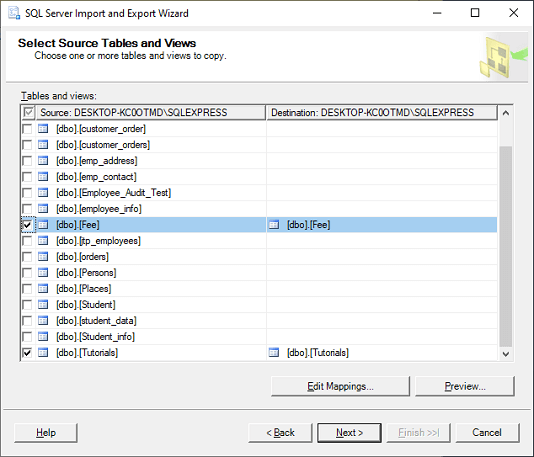 SQL Server Import and Export Wizard
Select Source Tables and Views
Choose one or more tables and views to copy.
Tables and views:
Source: DESKTOP-KC0OTMD\SQLEXPRESS Destination: DESKTOP-KC0OTMD\SQLEXPRESS
[dbo].[customer_order]
[dbo].[customer_orders]
[dbo].[emp_address]
[dbo].[emp_contact]
[dbo].[Employee_Audit_Test]
[dbo].[employee_info]
[dbo].[Fee] [dbo].[Fee]
[dbo].[jtp_employees]
[dbo].[orders]
[dbo].[Persons]
[dbo].[Places]
[dbo].[Student]
[dbo].[student_data]
[dbo].[Student_info]
[dbo].[Tutorials] [dbo].[Tutorials]
Edit Mappings... Preview...
Help < Back Next > Finish >>| Cancel